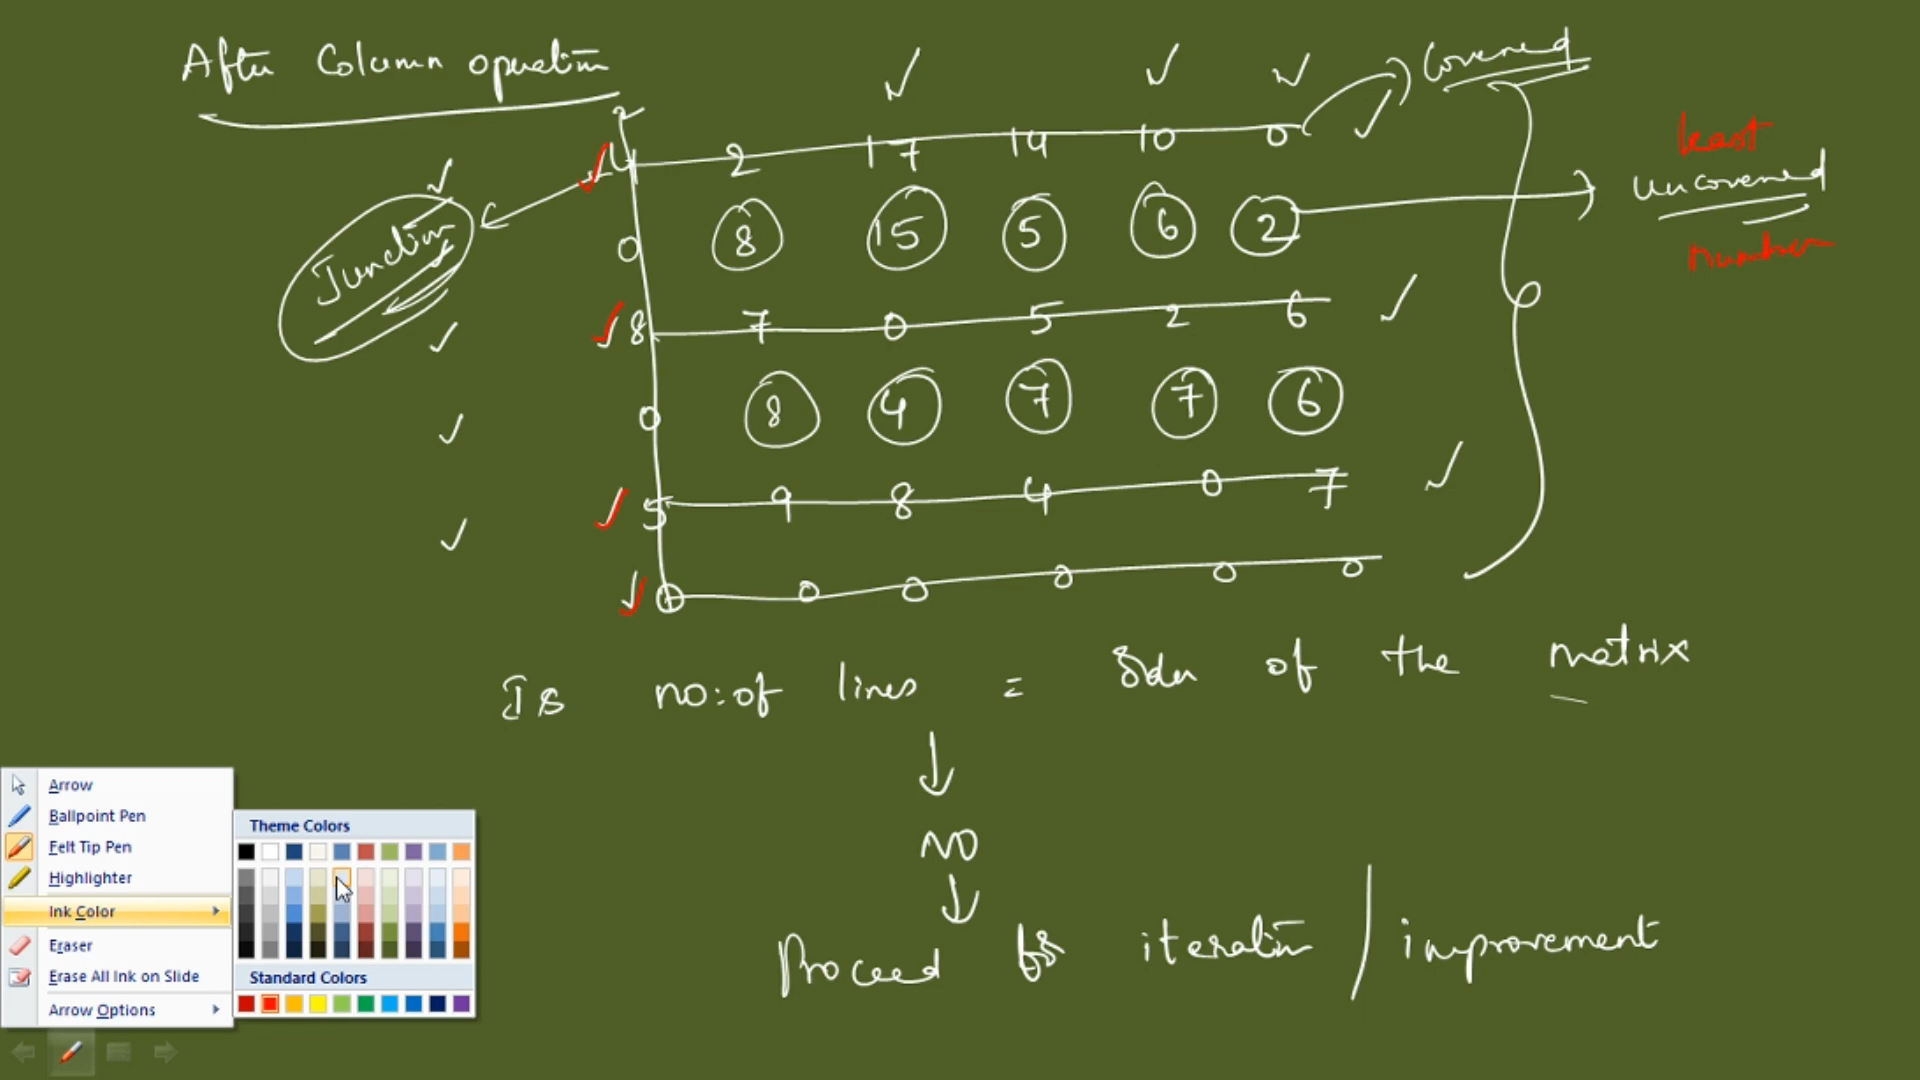 After Column operation
Covered
least
uncovered
number
Junction
4 2 17 14 10 0
0 8 15 5 6 2
8 7 0 5 2 6
0 8 4 7 7 6
5 9 8 4 0 7
0 0 0 0 0 0
Is no:of lines = Order of the matrix
NO
Proceed for iteration / improvement
Arrow
Ballpoint Pen
Felt Tip Pen
Highlighter
Ink Color
Eraser
Erase All Ink on Slide
Arrow Options
Theme Colors
Standard Colors